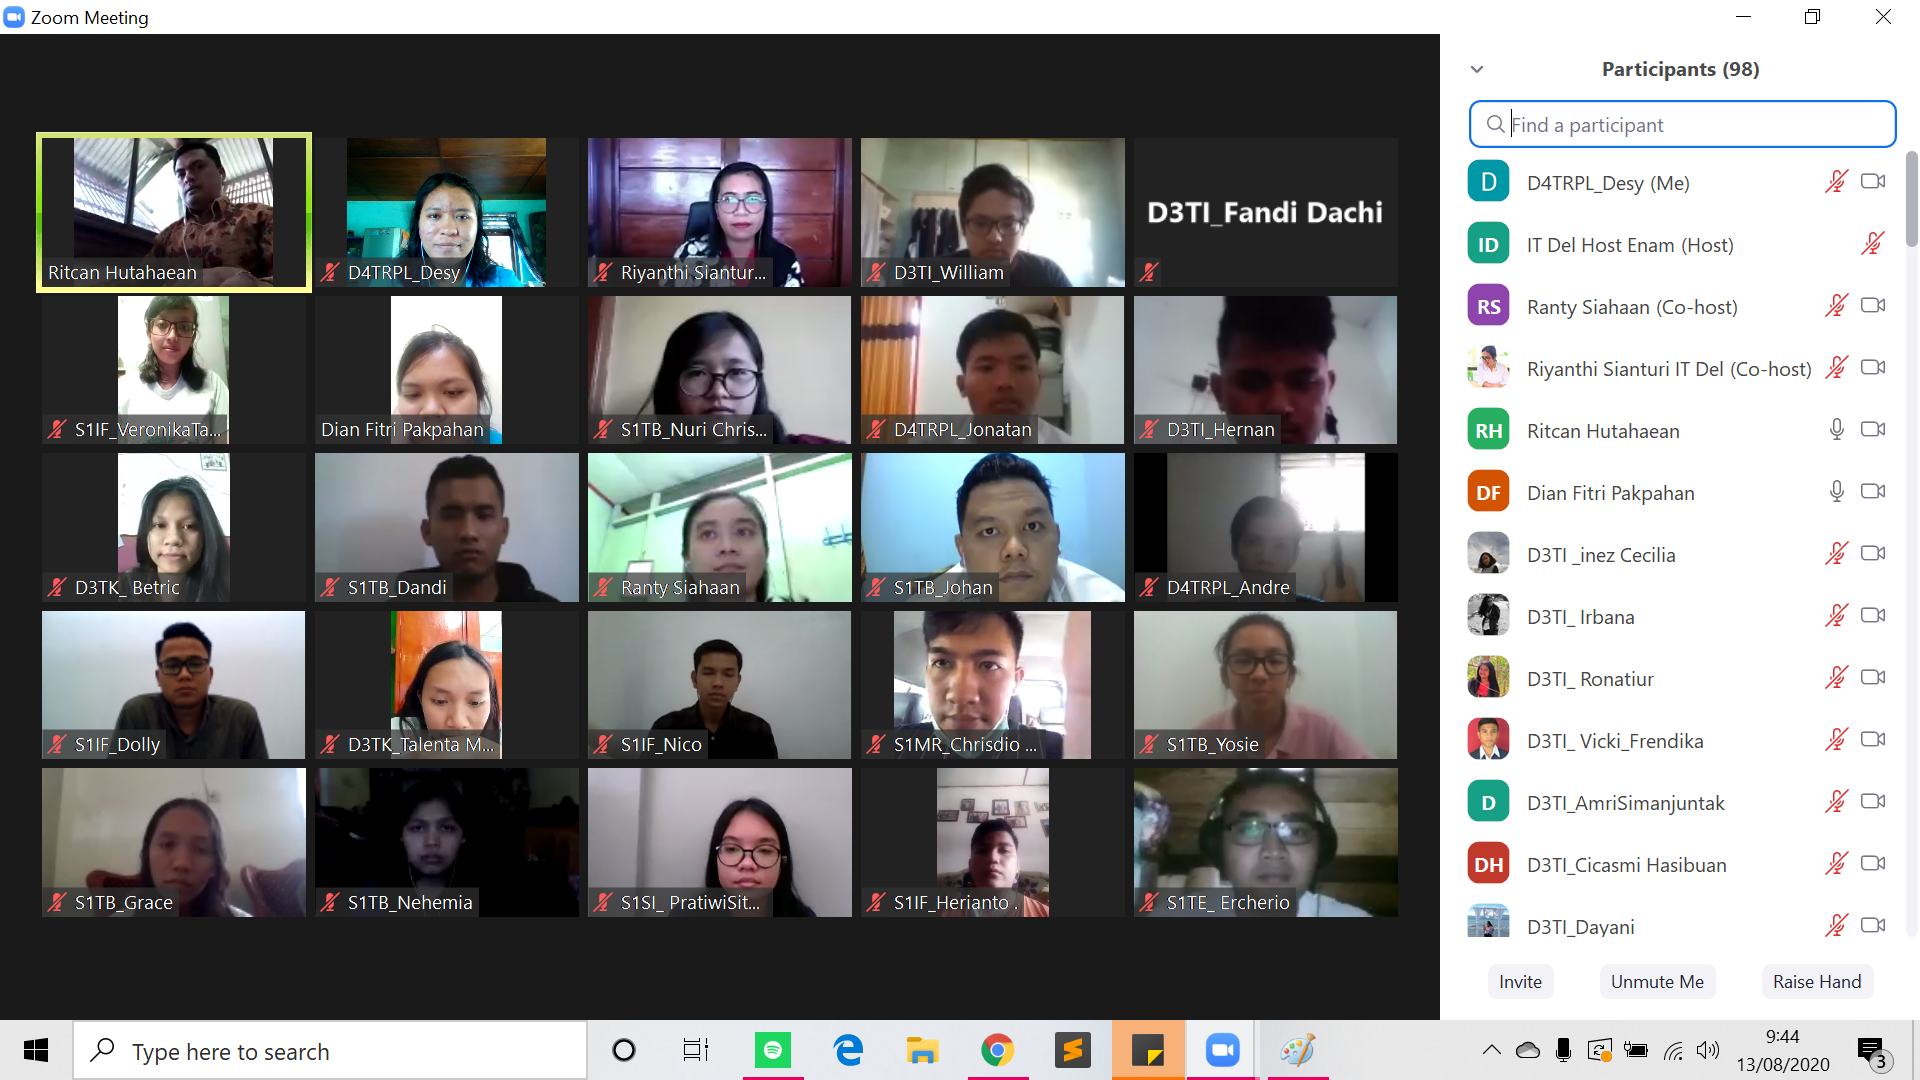 Zoom Meeting
Ritcan Hutahaean
D4TRPL_Desy
Riyanthi Siantur...
D3TI_William
D3TI_Fandi Dachi
S1IF_VeronikaTa...
Dian Fitri Pakpahan
S1TB_Nuri Chris...
D4TRPL_Jonatan
D3TI_Hernan
D3TK_ Betric
S1TB_Dandi
Ranty Siahaan
S1TB_Johan
D4TRPL_Andre
S1IF_Dolly
D3TK_Talenta M...
S1IF_Nico
S1MR_Chrisdio ...
S1TB_Yosie
S1TB_Grace
S1TB_Nehemia
S1SI_ PratiwiSit...
S1IF_Herianto .
S1TE_ Ercherio
Participants (98)
Find a participant
D D4TRPL_Desy (Me)
ID IT Del Host Enam (Host)
RS Ranty Siahaan (Co-host)
Riyanthi Sianturi IT Del (Co-host)
RH Ritcan Hutahaean
DF Dian Fitri Pakpahan
D3TI _inez Cecilia
D3TI_ Irbana
D3TI_ Ronatiur
D3TI_ Vicki_Frendika
D D3TI_AmriSimanjuntak
DH D3TI_Cicasmi Hasibuan
D3TI_Dayani
Invite Unmute Me Raise Hand
Type here to search
9:44
13/08/2020
3